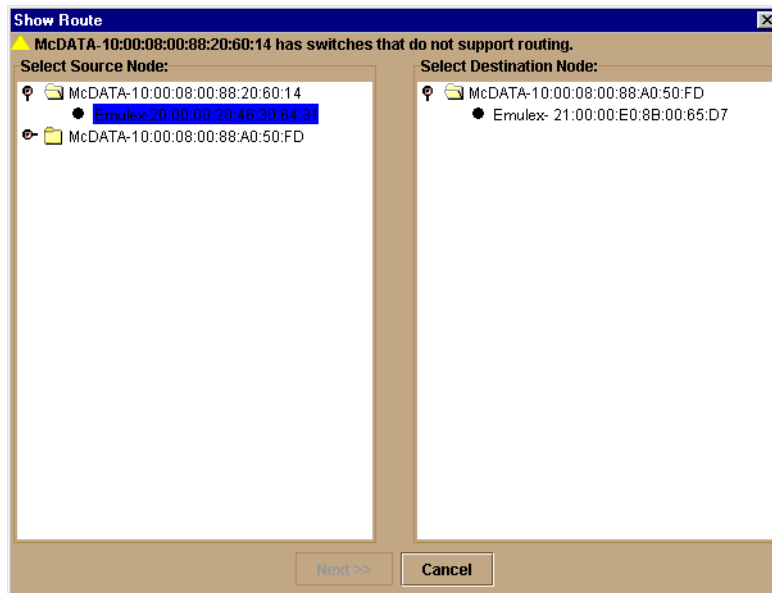 Show Route
McDATA-10:00:08:00:88:20:60:14 has switches that do not support routing.
Select Source Node:
McDATA-10:00:08:00:88:20:60:14
Emulex-20:00:00:20:48:30:64:31
McDATA-10:00:08:00:88:A0:50:FD
Select Destination Node:
McDATA-10:00:08:00:88:A0:50:FD
Emulex- 21:00:00:E0:8B:00:65:D7
Next >>
Cancel